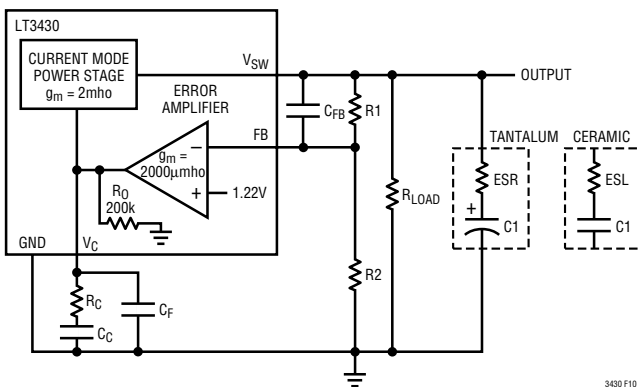 LT3430
CURRENT MODE
POWER STAGE
gm = 2mho
VSW
OUTPUT
ERROR
AMPLIFIER
CFB
R1
FB
TANTALUM
CERAMIC
gm =
2000µmho
−
+
1.22V
RO
200k
RLOAD
ESR
ESL
+
C1
C1
GND
VC
R2
RC
CF
CC
3430 F10